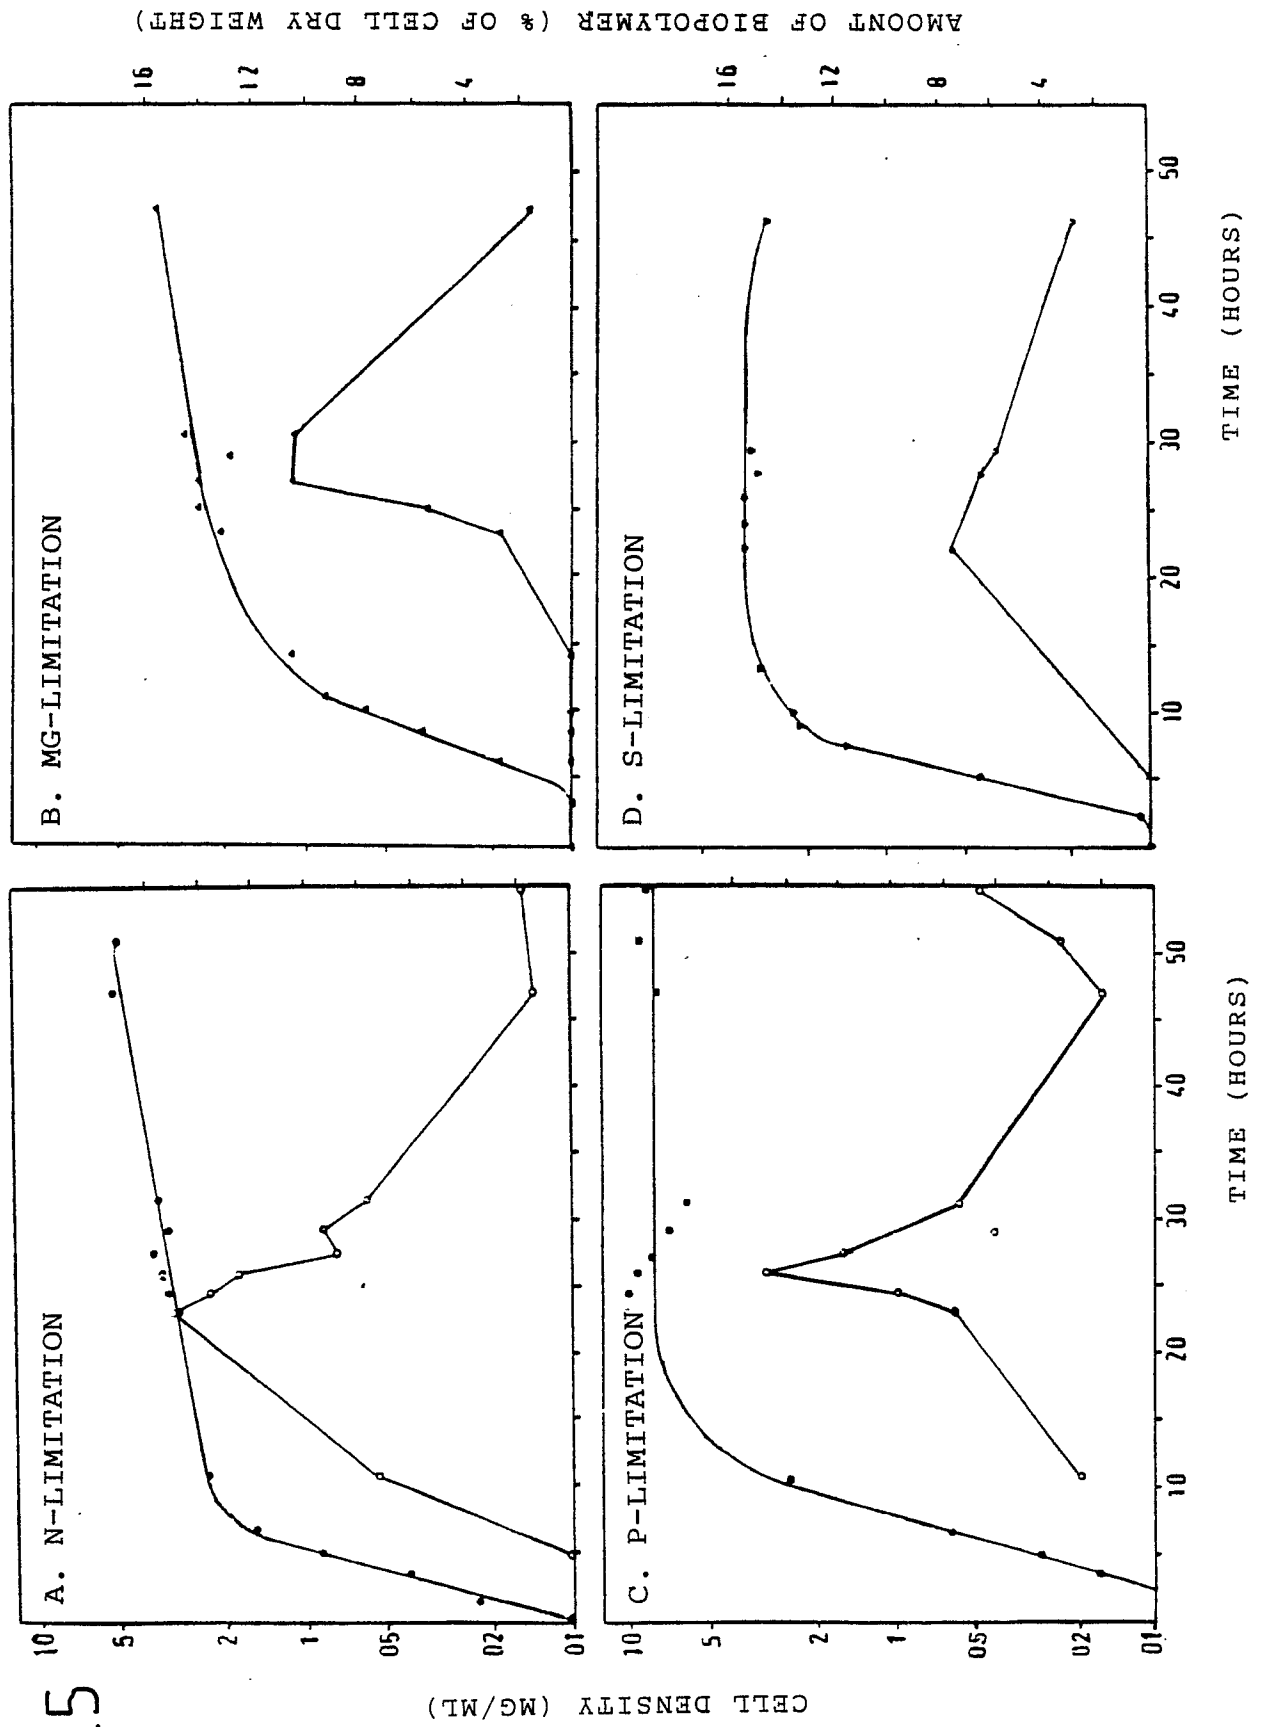 .5
A. N-LIMITATION
B. MG-LIMITATION
C. P-LIMITATION
D. S-LIMITATION
CELL DENSITY (MG/ML)
10
5
2
1
05
02
01
10
5
2
1
05
02
01
AMOONT OF BIOPOLYMER (% OF CELL DRY WEIGHT)
16
12
8
4
16
12
8
4
10 20 30 40 50
10 20 30 40 50
TIME (HOURS)
TIME (HOURS)